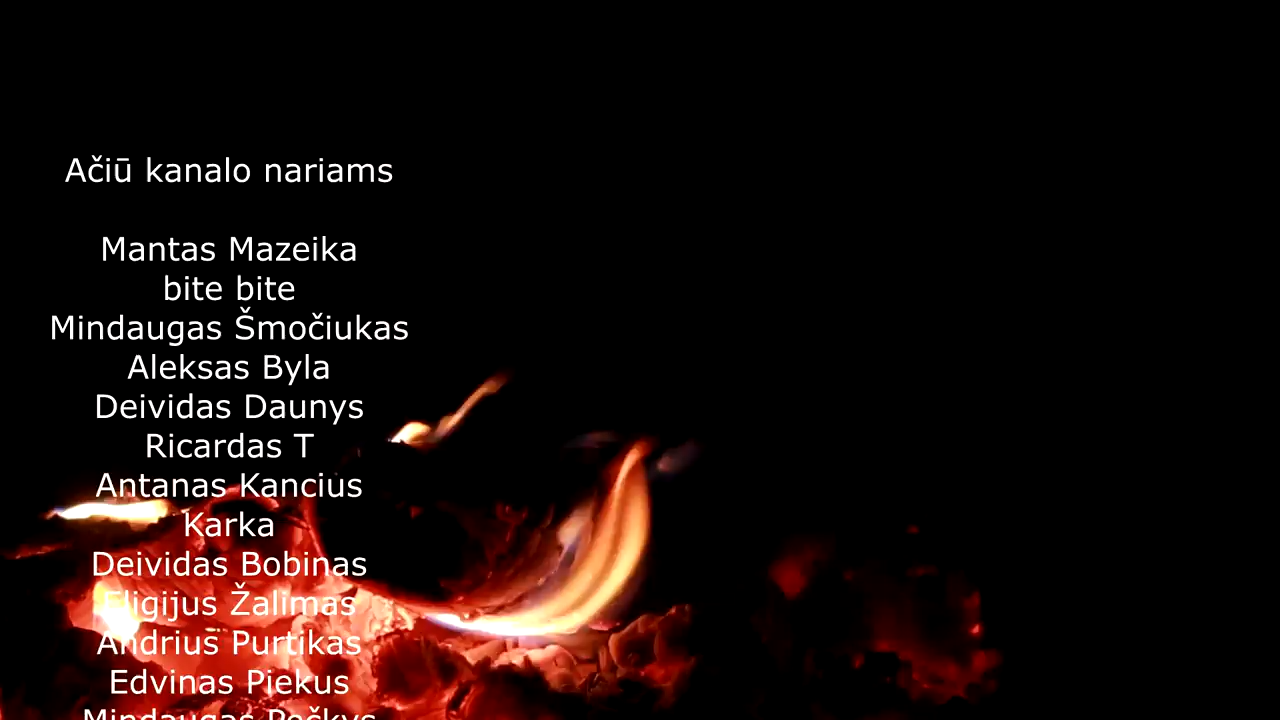 Ačiū kanalo nariams
Mantas Mazeika
bite bite
Mindaugas Šmočiukas
Aleksas Byla
Deividas Daunys
Ricardas T
Antanas Kancius
Karka
Deividas Bobinas
Eligijus Žalimas
Andrius Purtikas
Edvinas Piekus
Mindaugas